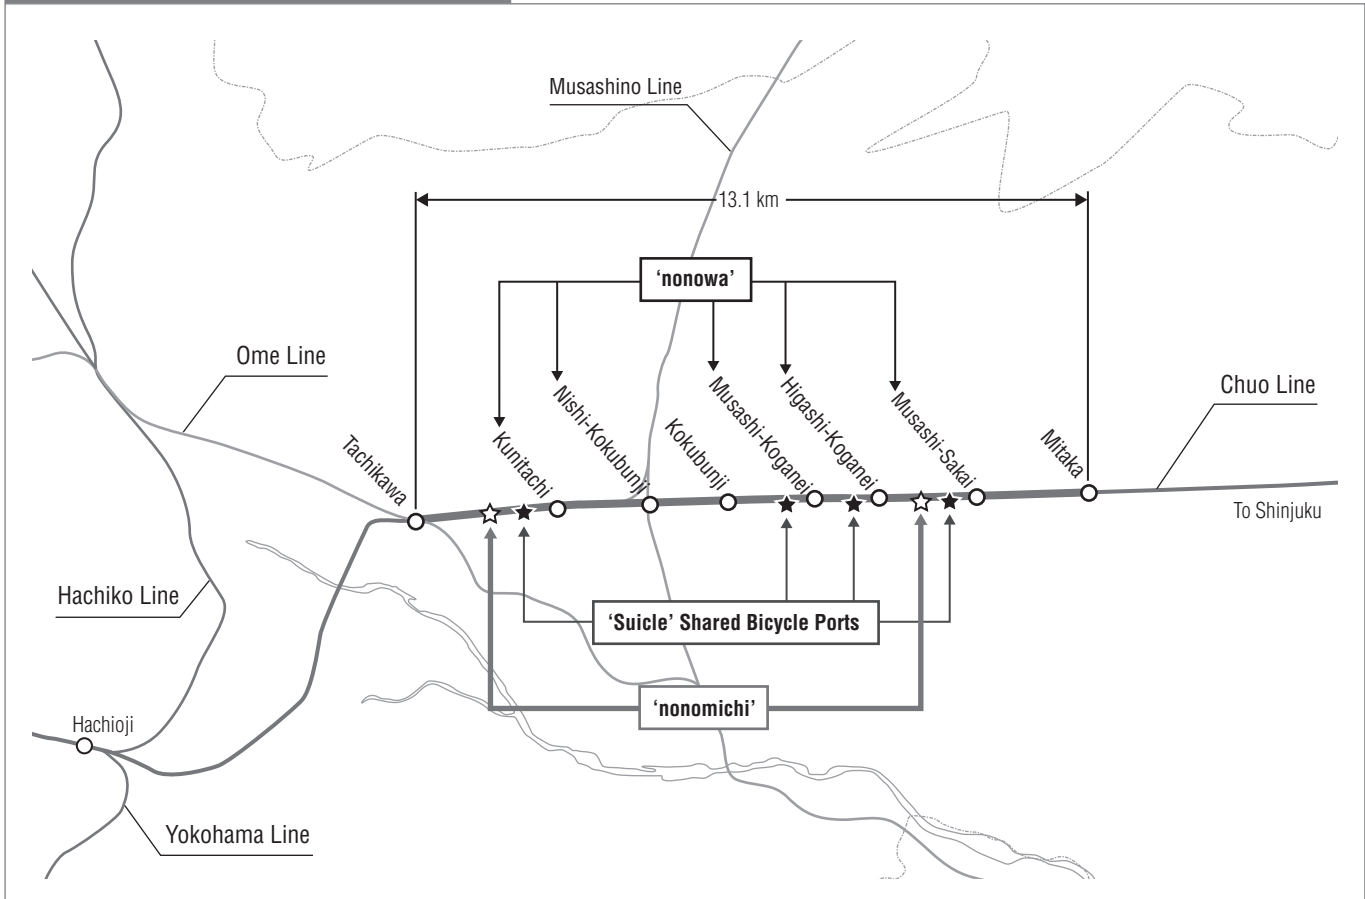 Musashino Line
13.1 km
‘nonowa’
Ome Line
Chuo Line
Tachikawa
Kunitachi
Nishi-Kokubunji
Kokubunji
Musashi-Koganei
Higashi-Koganei
Musashi-Sakai
Mitaka
To Shinjuku
Hachiko Line
‘Suicle’ Shared Bicycle Ports
‘nonomichi’
Hachioji
Yokohama Line